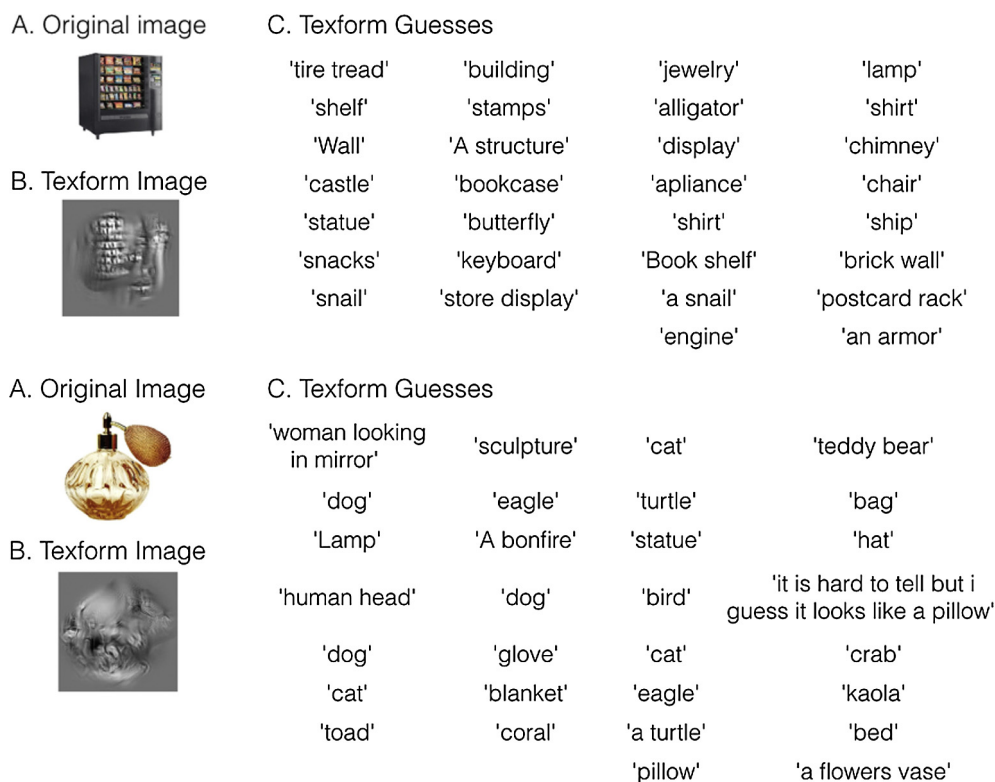 A. Original image
C. Texform Guesses
'tire tread' 'building' 'jewelry' 'lamp'
'shelf' 'stamps' 'alligator' 'shirt'
'Wall' 'A structure' 'display' 'chimney'
B. Texform Image
'castle' 'bookcase' 'apliance' 'chair'
'statue' 'butterfly' 'shirt' 'ship'
'snacks' 'keyboard' 'Book shelf' 'brick wall'
'snail' 'store display' 'a snail' 'postcard rack'
'engine' 'an armor'
A. Original Image
C. Texform Guesses
'woman looking
in mirror' 'sculpture' 'cat' 'teddy bear'
'dog' 'eagle' 'turtle' 'bag'
'Lamp' 'A bonfire' 'statue' 'hat'
B. Texform Image
'human head' 'dog' 'bird' 'it is hard to tell but i
guess it looks like a pillow'
'dog' 'glove' 'cat' 'crab'
'cat' 'blanket' 'eagle' 'kaola'
'toad' 'coral' 'a turtle' 'bed'
'pillow' 'a flowers vase'